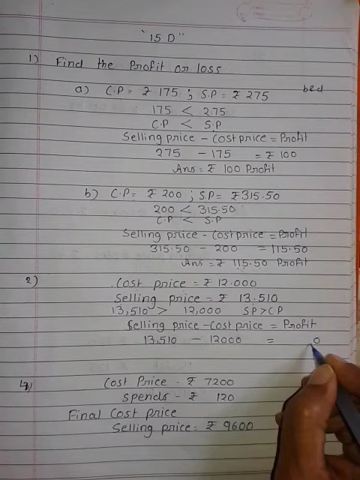 "15 D"
1) Find the Profit or loss
a) C.P = ₹ 175 ; S.P = ₹ 275 b c d
175 < 275
C.P < S.P
Selling price - Cost price = Profit
275 - 175 = ₹ 100
Ans = ₹ 100 Profit
b) C.P = ₹ 200 ; S.P = ₹ 315.50
200 < 315.50
C.P < S.P
Selling price - Cost price = Profit
315.50 - 200 = 115.50
Ans = ₹ 115.50 Profit
2) Cost price = ₹ 12.000
Selling price = ₹ 13.510
13,510 > 12,000 SP > CP
Selling price - Cost price = Profit
13,510 - 12000 = 0
4) Cost Price - ₹ 7200
spends - ₹ 120
Final Cost price
Selling price = ₹ 9600